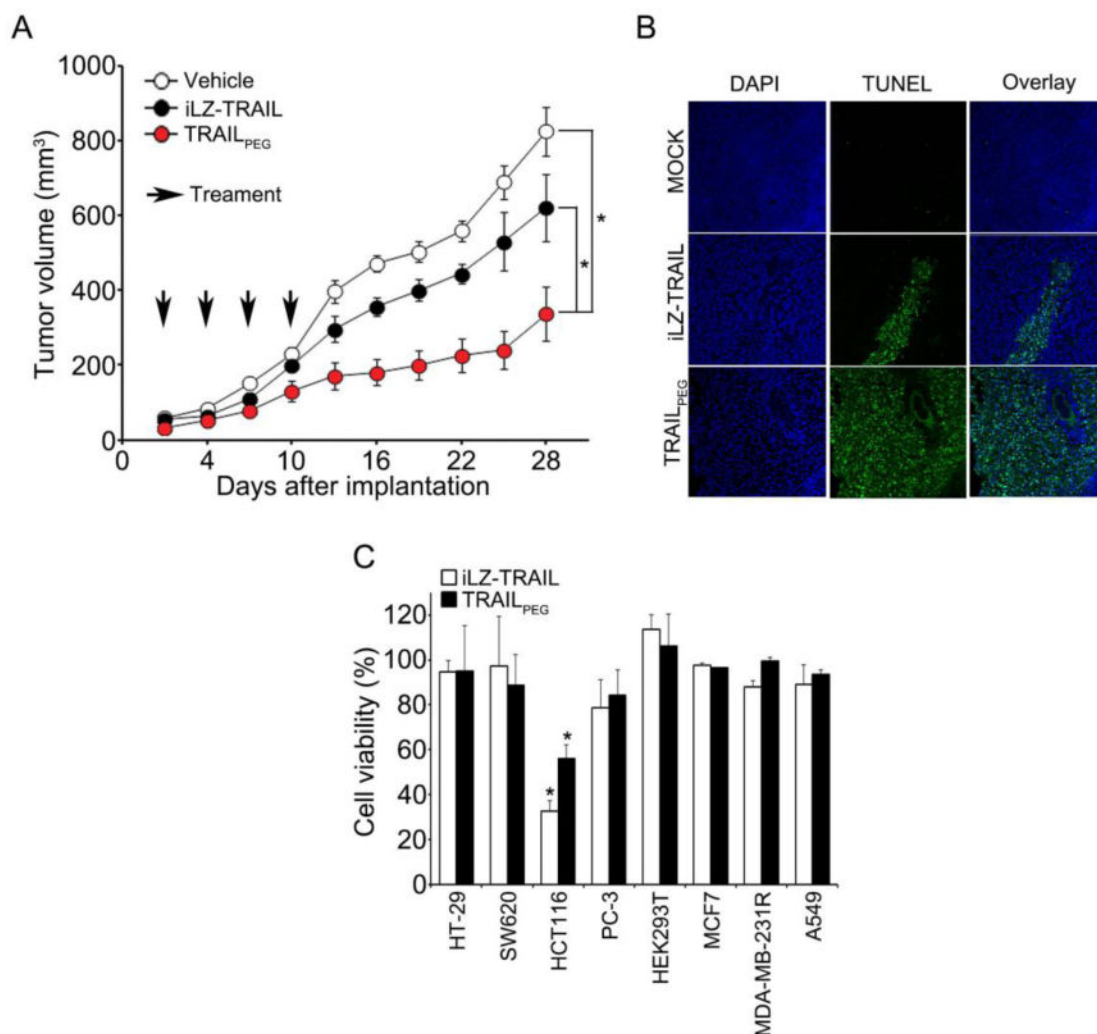 A
1000
800
600
400
200
0
Tumor volume (mm³)
Vehicle
iLZ-TRAIL
TRAILPEG
Treament
*
*
0 4 10 16 22 28
Days after implantation
B
DAPI TUNEL Overlay
MOCK
iLZ-TRAIL
TRAILPEG
C
iLZ-TRAIL
TRAILPEG
120
100
80
60
40
20
0
Cell viability (%)
*
*
HT-29
SW620
HCT116
PC-3
HEK293T
MCF7
MDA-MB-231R
A549